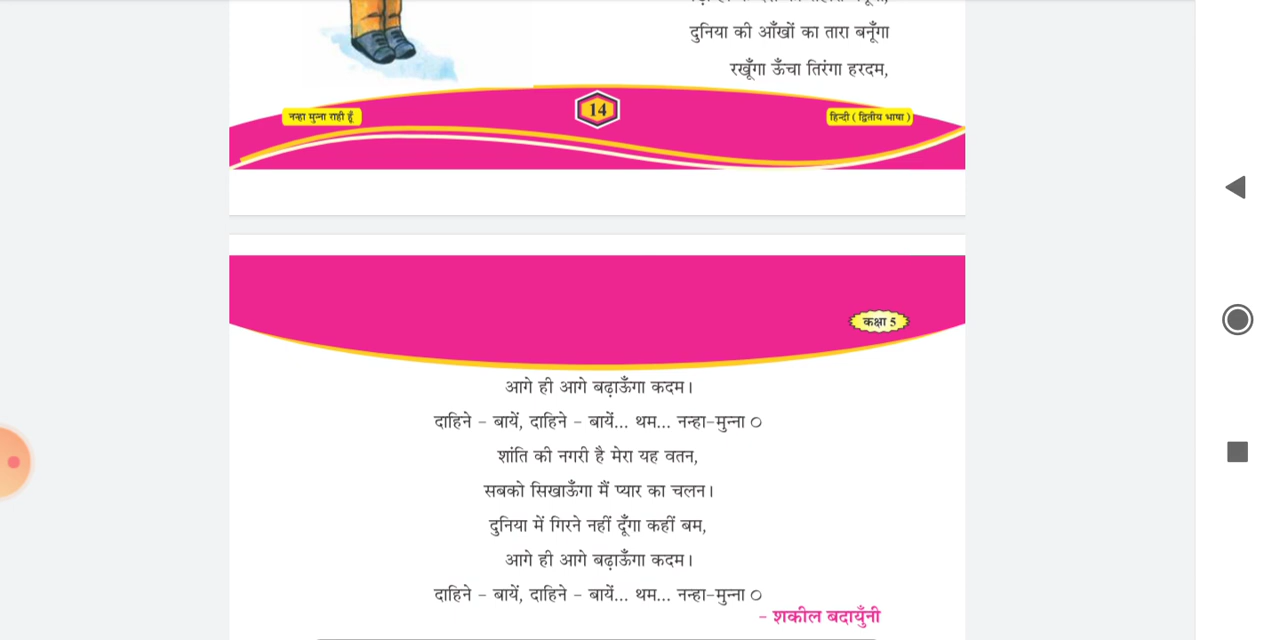 दुनिया की आँखों का तारा बनूँगा
रखूँगा ऊँचा तिरंगा हरदम,
नन्हा मुन्ना राही हूँ
14
हिन्दी ( द्वितीय भाषा )
कक्षा 5
आगे ही आगे बढ़ाऊँगा कदम।
दाहिने - बायें, दाहिने - बायें... थम... नन्हा-मुन्ना ○
शांति की नगरी है मेरा यह वतन,
सबको सिखाऊँगा मैं प्यार का चलन।
दुनिया में गिरने नहीं दूँगा कहीं बम,
आगे ही आगे बढ़ाऊँगा कदम।
दाहिने - बायें, दाहिने - बायें... थम... नन्हा-मुन्ना ○
- शकील बदायुँनी